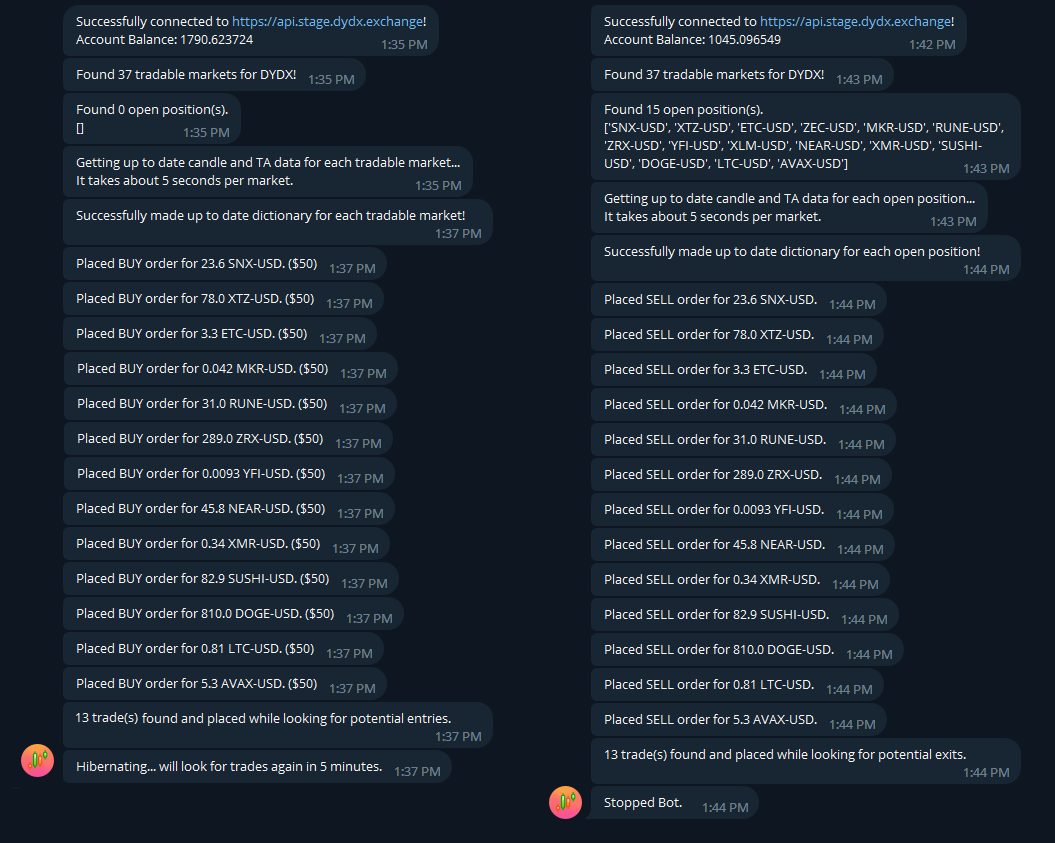 Successfully connected to https://api.stage.dydx.exchange!
Account Balance: 1790.623724
1:35 PM
Found 37 tradable markets for DYDX! 1:35 PM
Found 0 open position(s).
[]
1:35 PM
Getting up to date candle and TA data for each tradable market...
It takes about 5 seconds per market.
1:35 PM
Successfully made up to date dictionary for each tradable market!
1:37 PM
Placed BUY order for 23.6 SNX-USD. ($50) 1:37 PM
Placed BUY order for 78.0 XTZ-USD. ($50) 1:37 PM
Placed BUY order for 3.3 ETC-USD. ($50) 1:37 PM
Placed BUY order for 0.042 MKR-USD. ($50) 1:37 PM
Placed BUY order for 31.0 RUNE-USD. ($50) 1:37 PM
Placed BUY order for 289.0 ZRX-USD. ($50) 1:37 PM
Placed BUY order for 0.0093 YFI-USD. ($50) 1:37 PM
Placed BUY order for 45.8 NEAR-USD. ($50) 1:37 PM
Placed BUY order for 0.34 XMR-USD. ($50) 1:37 PM
Placed BUY order for 82.9 SUSHI-USD. ($50) 1:37 PM
Placed BUY order for 810.0 DOGE-USD. ($50) 1:37 PM
Placed BUY order for 0.81 LTC-USD. ($50) 1:37 PM
Placed BUY order for 5.3 AVAX-USD. ($50) 1:37 PM
13 trade(s) found and placed while looking for potential entries.
1:37 PM
Hibernating... will look for trades again in 5 minutes. 1:37 PM
Successfully connected to https://api.stage.dydx.exchange!
Account Balance: 1045.096549
1:42 PM
Found 37 tradable markets for DYDX! 1:43 PM
Found 15 open position(s).
['SNX-USD', 'XTZ-USD', 'ETC-USD', 'ZEC-USD', 'MKR-USD', 'RUNE-USD',
'ZRX-USD', 'YFI-USD', 'XLM-USD', 'NEAR-USD', 'XMR-USD', 'SUSHI-
USD', 'DOGE-USD', 'LTC-USD', 'AVAX-USD']
1:43 PM
Getting up to date candle and TA data for each open position...
It takes about 5 seconds per market.
1:43 PM
Successfully made up to date dictionary for each open position!
1:44 PM
Placed SELL order for 23.6 SNX-USD. 1:44 PM
Placed SELL order for 78.0 XTZ-USD. 1:44 PM
Placed SELL order for 3.3 ETC-USD. 1:44 PM
Placed SELL order for 0.042 MKR-USD. 1:44 PM
Placed SELL order for 31.0 RUNE-USD. 1:44 PM
Placed SELL order for 289.0 ZRX-USD. 1:44 PM
Placed SELL order for 0.0093 YFI-USD. 1:44 PM
Placed SELL order for 45.8 NEAR-USD. 1:44 PM
Placed SELL order for 0.34 XMR-USD. 1:44 PM
Placed SELL order for 82.9 SUSHI-USD. 1:44 PM
Placed SELL order for 810.0 DOGE-USD. 1:44 PM
Placed SELL order for 0.81 LTC-USD. 1:44 PM
Placed SELL order for 5.3 AVAX-USD. 1:44 PM
13 trade(s) found and placed while looking for potential exits.
1:44 PM
Stopped Bot. 1:44 PM